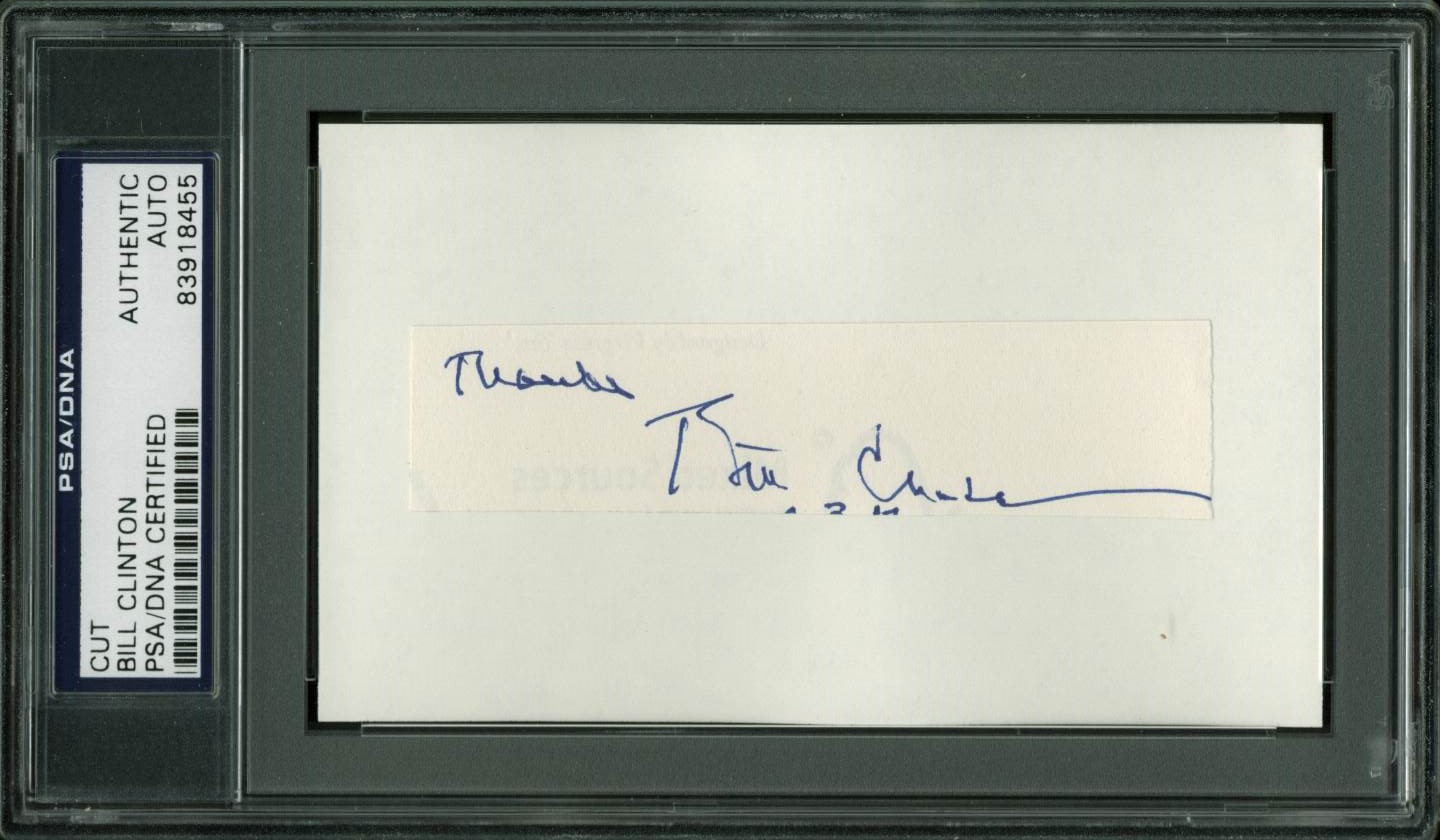 PSA/DNA
CUT
BILL CLINTON
PSA/DNA CERTIFIED
AUTHENTIC
AUTO
83918455
Thanks
Bill Clinton